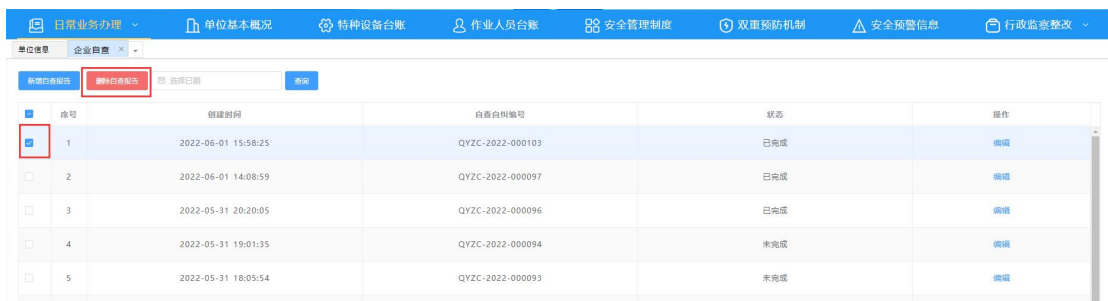 日常业务办理 单位基本概况 特种设备台账 作业人员台账 安全管理制度 双重预防机制 安全预警信息 行政监察整改
单位信息 企业自查 ×
新增自查报告 删除自查报告 选择日期 查询
序号 创建时间 自查自纠编号 状态 操作
1 2022-06-01 15:58:25 QYZC-2022-000103 已完成 编辑
2 2022-06-01 14:08:59 QYZC-2022-000097 已完成 编辑
3 2022-05-31 20:20:05 QYZC-2022-000096 已完成 编辑
4 2022-05-31 19:01:35 QYZC-2022-000094 未完成 编辑
5 2022-05-31 18:05:54 QYZC-2022-000093 未完成 编辑